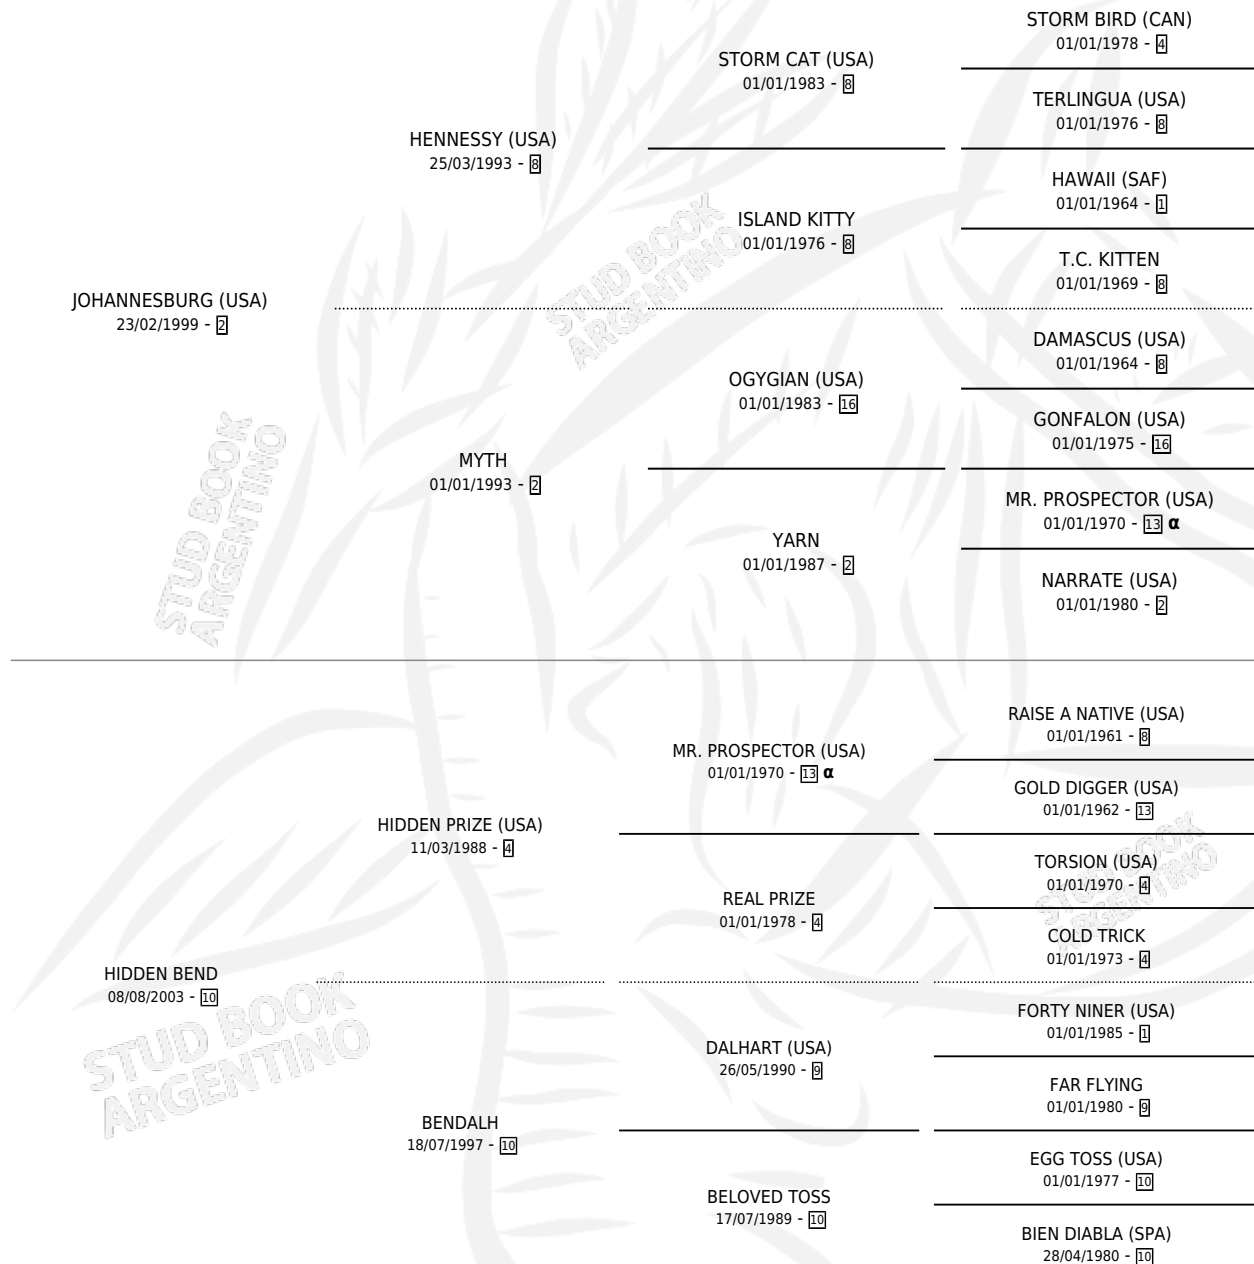 STORM BIRD (CAN)
01/01/1978 - 4
STORM CAT (USA)
01/01/1983 - 8
TERLINGUA (USA)
01/01/1976 - 8
HENNESSY (USA)
25/03/1993 - 8
HAWAII (SAF)
01/01/1964 - 1
ISLAND KITTY
01/01/1976 - 8
T.C. KITTEN
01/01/1969 - 8
JOHANNESBURG (USA)
23/02/1999 - 2
DAMASCUS (USA)
01/01/1964 - 8
OGYGIAN (USA)
01/01/1983 - 16
GONFALON (USA)
01/01/1975 - 16
MYTH
01/01/1993 - 2
MR. PROSPECTOR (USA)
01/01/1970 - 13 α
YARN
01/01/1987 - 2
NARRATE (USA)
01/01/1980 - 2
RAISE A NATIVE (USA)
01/01/1961 - 8
MR. PROSPECTOR (USA)
01/01/1970 - 13 α
GOLD DIGGER (USA)
01/01/1962 - 13
HIDDEN PRIZE (USA)
11/03/1988 - 4
TORSION (USA)
01/01/1970 - 4
REAL PRIZE
01/01/1978 - 4
COLD TRICK
01/01/1973 - 4
HIDDEN BEND
08/08/2003 - 10
FORTY NINER (USA)
01/01/1985 - 1
DALHART (USA)
26/05/1990 - 9
FAR FLYING
01/01/1980 - 9
BENDALH
18/07/1997 - 10
EGG TOSS (USA)
01/01/1977 - 10
BELOVED TOSS
17/07/1989 - 10
BIEN DIABLA (SPA)
28/04/1980 - 10
STUD BOOK
ARGENTINO
STUD BOOK
ARGENTINO
STUD BOOK
ARGENTINO
STUD BOOK
ARGENTINO